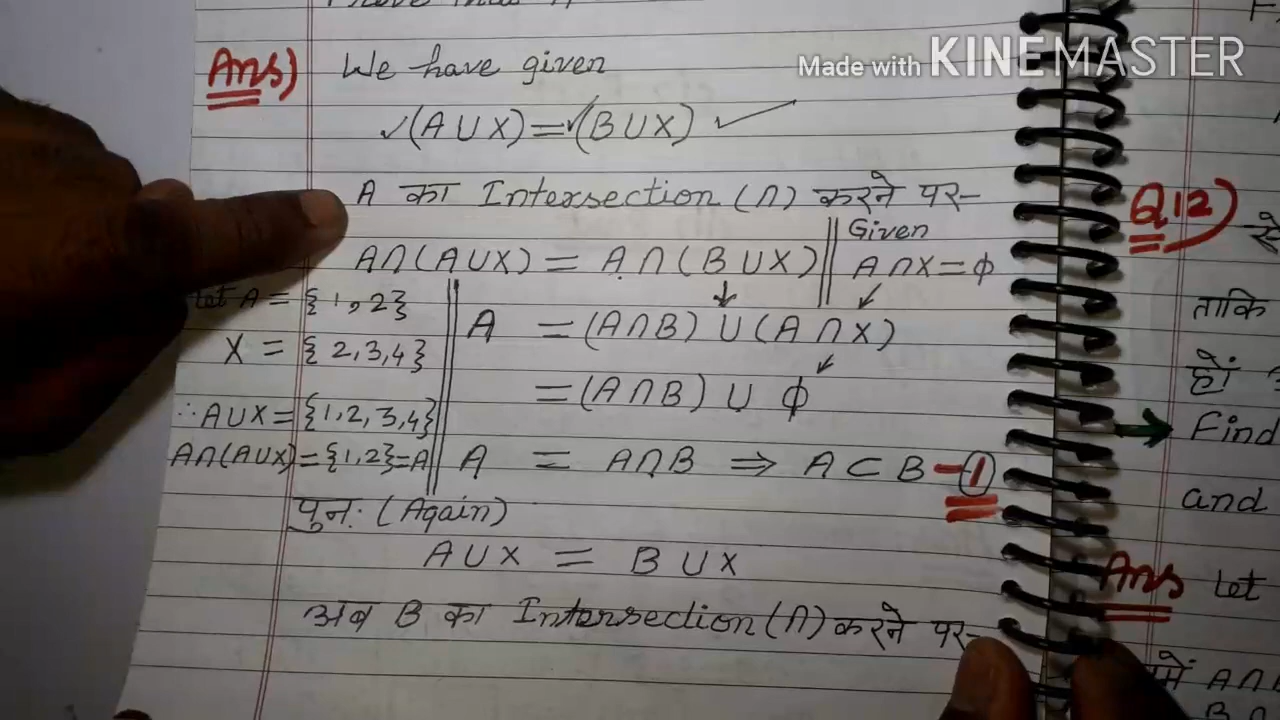 Made with KINEMASTER
Ans) We have given
(A∪X)=(B∪X)
A का Intersection (∩) करने पर-
A∩(A∪X) = A∩(B∪X)
Given
A∩X=ϕ
Let A = {1,2}
X = {2,3,4}
∴A∪X={1,2,3,4}
A∩(A∪X)={1,2}=A
A =(A∩B)∪(A∩X)
=(A∩B)∪ϕ
A = A∩B ⇒ A⊂B-①
पुन: (Again)
A∪X = B∪X
अब B का Intersection(∩) करने पर-
Q12)
ताकि
हों
Find
and
Ans Let
में A∩